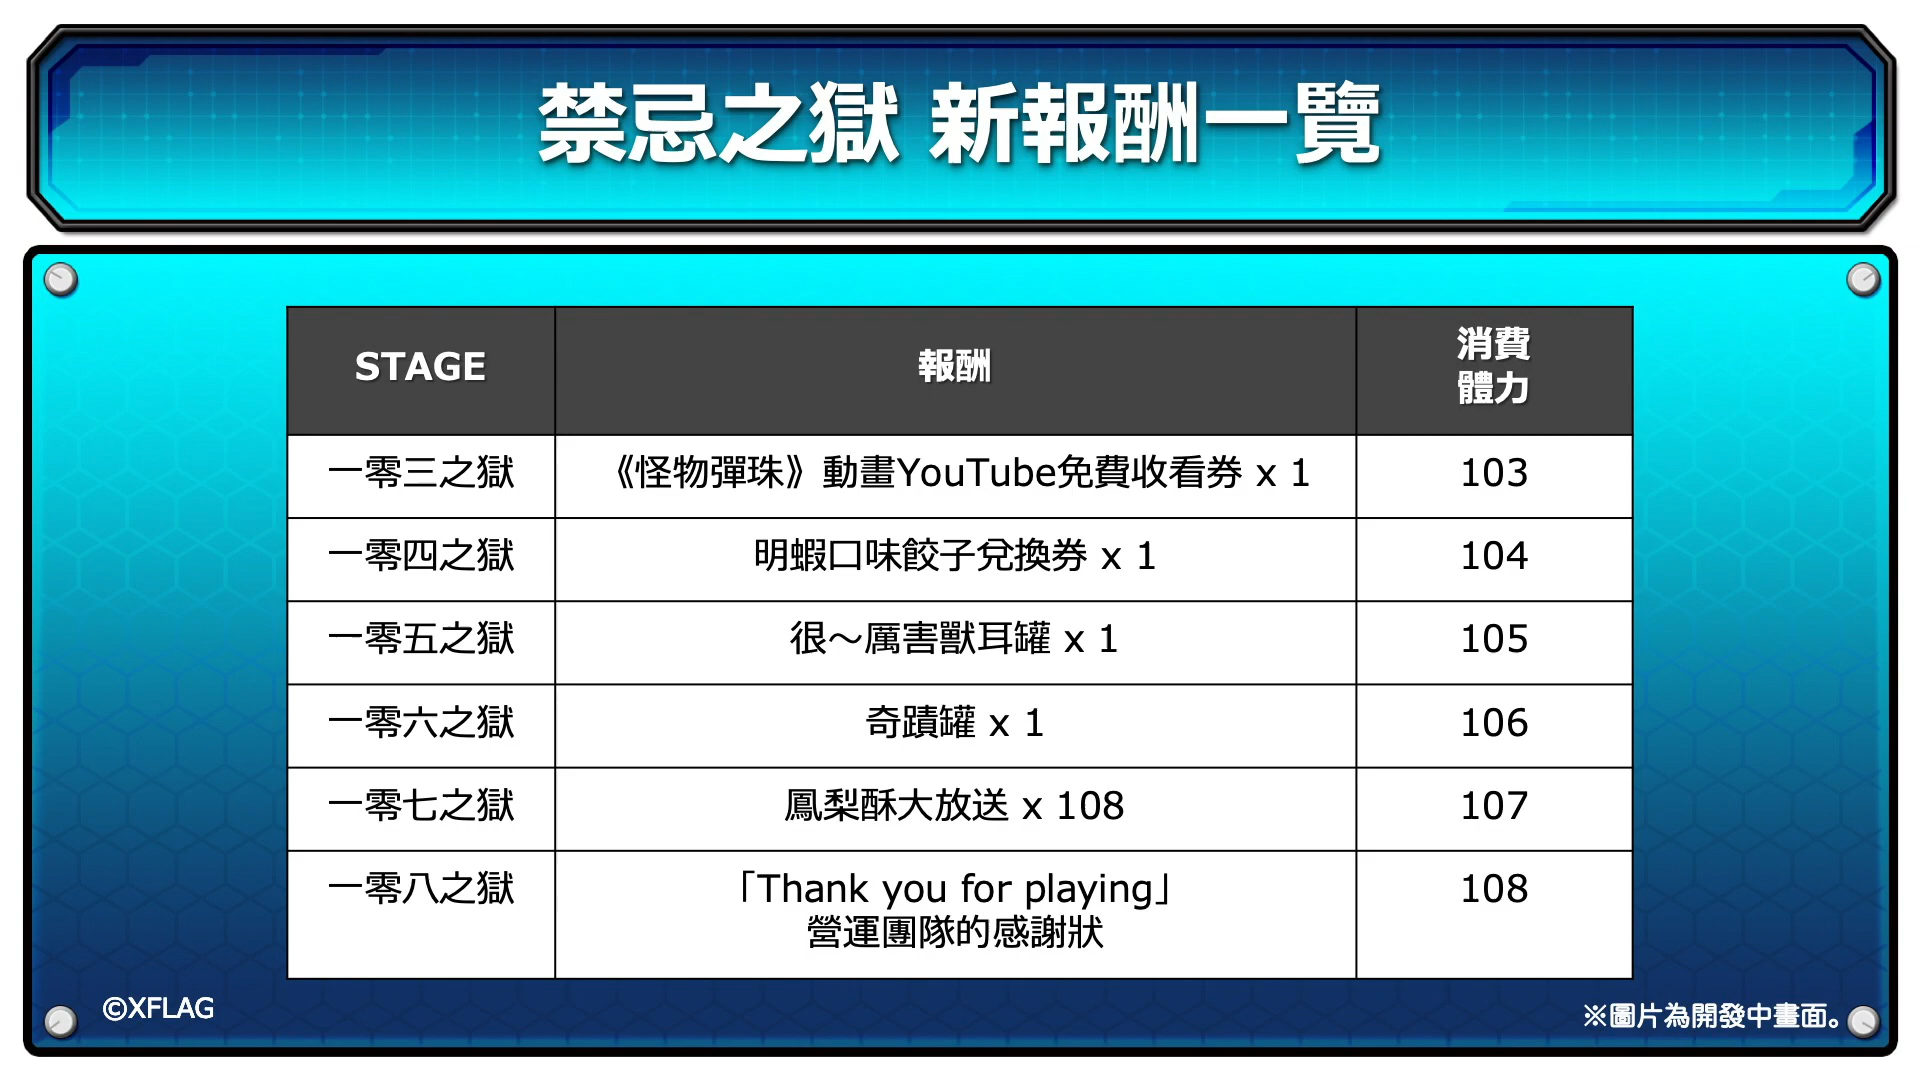 禁忌之獄 新報酬一覽
STAGE 報酬 消費
體力
一零三之獄 《怪物彈珠》動畫YouTube免費收看券 x 1 103
一零四之獄 明蝦口味餃子兌換券 x 1 104
一零五之獄 很～厲害獸耳罐 x 1 105
一零六之獄 奇蹟罐 x 1 106
一零七之獄 鳳梨酥大放送 x 108 107
一零八之獄 「Thank you for playing」 108
營運團隊的感謝狀
©XFLAG
※圖片為開發中畫面。